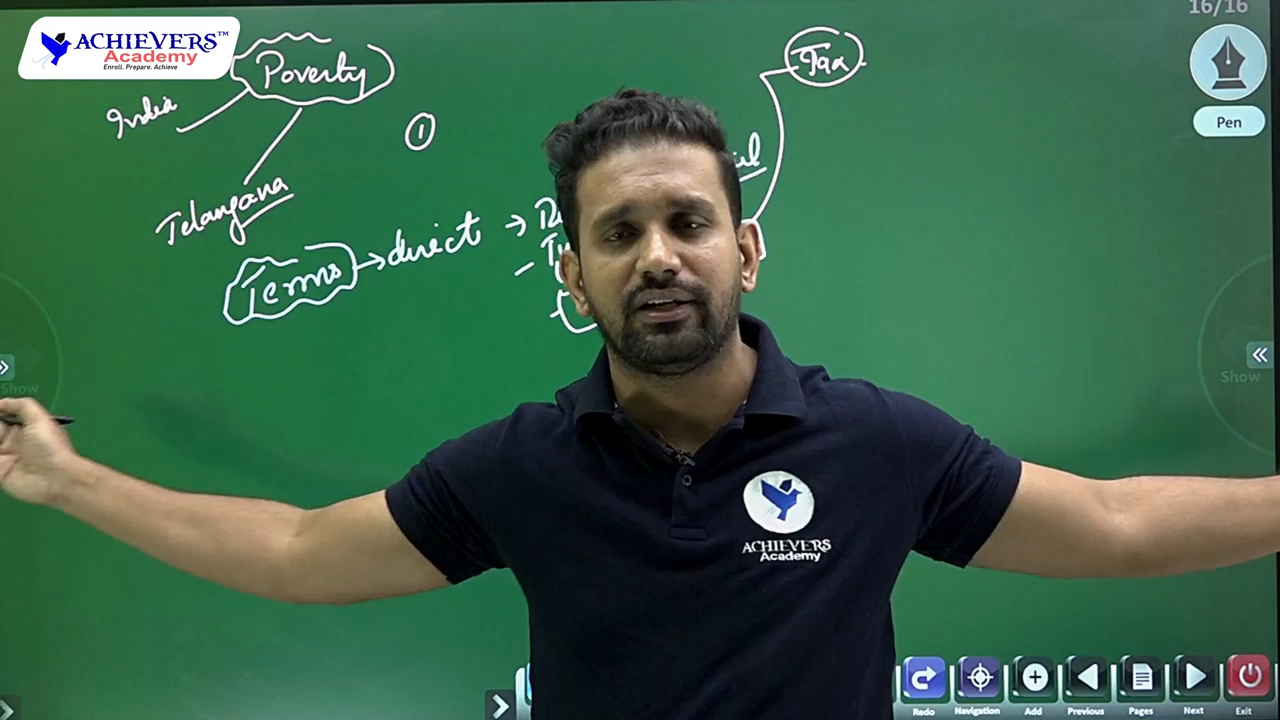 16/16
ACHIEVERS™
Academy
Enroll. Prepare. Achieve
Poverty
Tax
India
Pen
①
Telangana
Terms → direct →
Show
Show
ACHIEVERS
Academy
Redo
Navigation
Add
Previous
Pages
Next
Exit